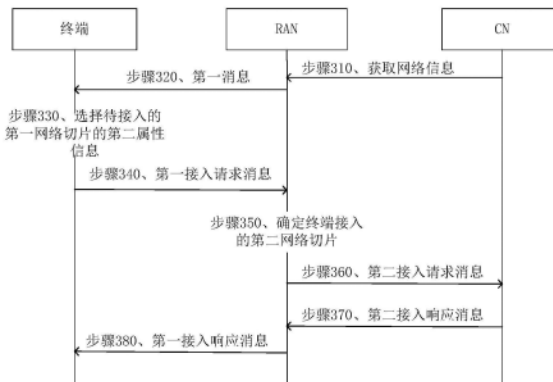 终端
RAN
CN
步骤310、获取网络信息
步骤320、第一消息
步骤330、选择待接入的
第一网络切片的第二属性
信息
步骤340、第一接入请求消息
步骤350、确定终端接入
的第二网络切片
步骤360、第二接入请求消息
步骤370、第二接入响应消息
步骤380、第一接入响应消息